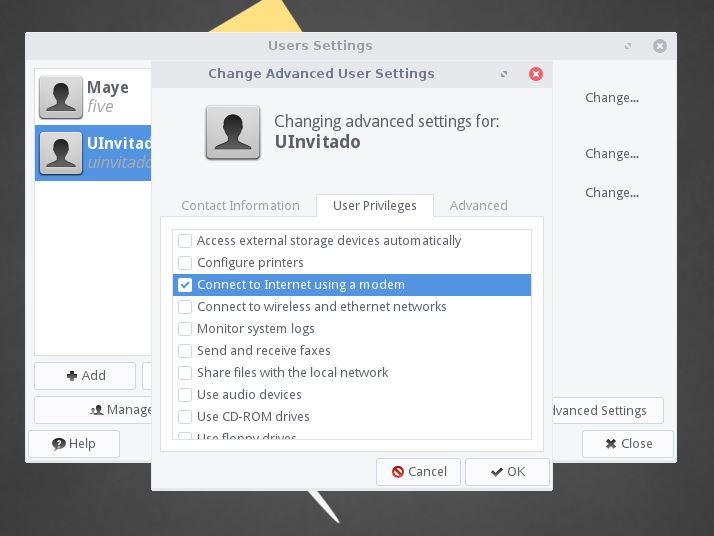 Users Settings
Change Advanced User Settings
Maye
five
UInvitad
uinvitado
Changing advanced settings for:
UInvitado
Change...
Change...
Change...
Contact Information
User Privileges
Advanced
Access external storage devices automatically
Configure printers
Connect to Internet using a modem
Connect to wireless and ethernet networks
Monitor system logs
Send and receive faxes
Share files with the local network
Use audio devices
Use CD-ROM drives
Use floppy drives
Add
Manage
dvanced Settings
Help
Close
Cancel
OK